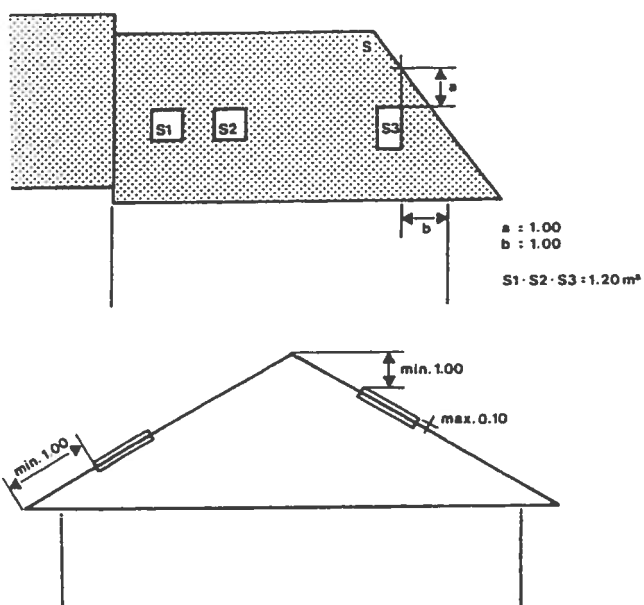 S
a
S1
S2
S3
b
a : 1.00
b : 1.00
S1·S2·S3 : 1.20 m²
min. 1.00
max. 0.10
min. 1.00